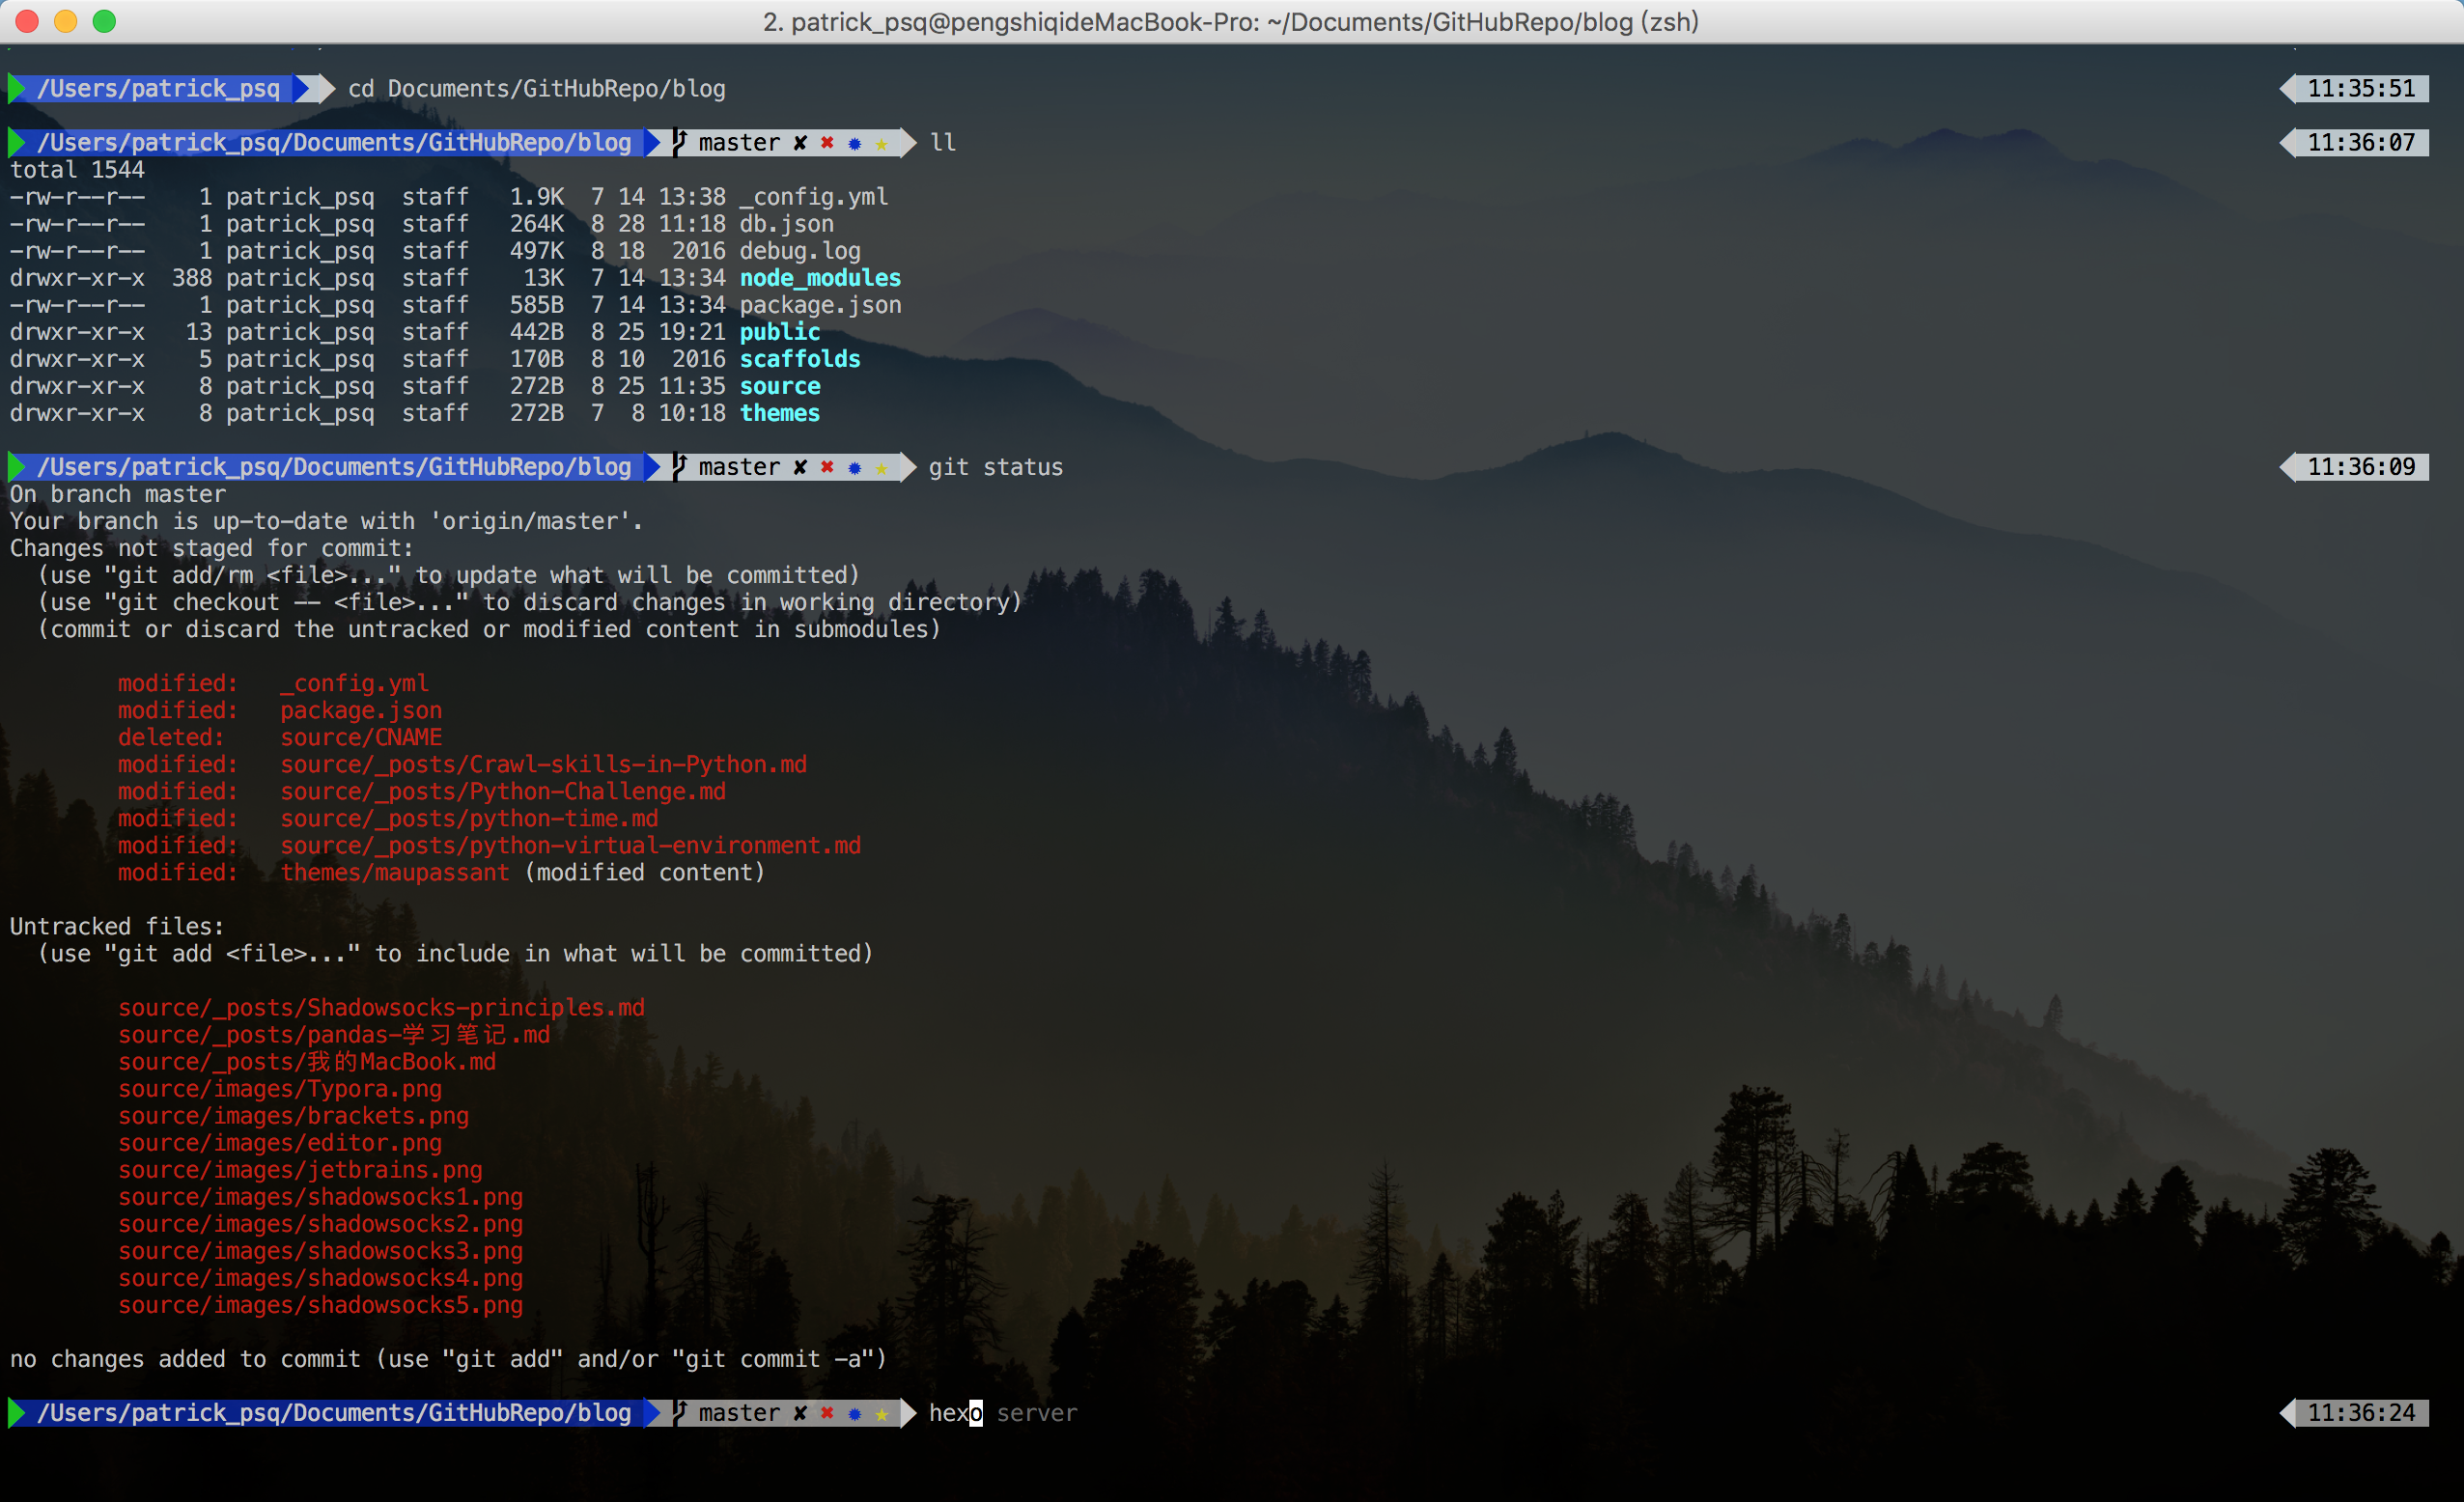 2. patrick_psq@pengshiqideMacBook-Pro: ~/Documents/GitHubRepo/blog (zsh)
/Users/patrick_psq cd Documents/GitHubRepo/blog 11:35:51
/Users/patrick_psq/Documents/GitHubRepo/blog master ✘ ✖ ✹ ★ ll 11:36:07
total 1544
-rw-r--r-- 1 patrick_psq staff 1.9K 7 14 13:38 _config.yml
-rw-r--r-- 1 patrick_psq staff 264K 8 28 11:18 db.json
-rw-r--r-- 1 patrick_psq staff 497K 8 18 2016 debug.log
drwxr-xr-x 388 patrick_psq staff 13K 7 14 13:34 node_modules
-rw-r--r-- 1 patrick_psq staff 585B 7 14 13:34 package.json
drwxr-xr-x 13 patrick_psq staff 442B 8 25 19:21 public
drwxr-xr-x 5 patrick_psq staff 170B 8 10 2016 scaffolds
drwxr-xr-x 8 patrick_psq staff 272B 8 25 11:35 source
drwxr-xr-x 8 patrick_psq staff 272B 7 8 10:18 themes
/Users/patrick_psq/Documents/GitHubRepo/blog master ✘ ✖ ✹ ★ git status 11:36:09
On branch master
Your branch is up-to-date with 'origin/master'.
Changes not staged for commit:
(use "git add/rm <file>..." to update what will be committed)
(use "git checkout -- <file>..." to discard changes in working directory)
(commit or discard the untracked or modified content in submodules)
modified: _config.yml
modified: package.json
deleted: source/CNAME
modified: source/_posts/Crawl-skills-in-Python.md
modified: source/_posts/Python-Challenge.md
modified: source/_posts/python-time.md
modified: source/_posts/python-virtual-environment.md
modified: themes/maupassant (modified content)
Untracked files:
(use "git add <file>..." to include in what will be committed)
source/_posts/Shadowsocks-principles.md
source/_posts/pandas-学习笔记.md
source/_posts/我的MacBook.md
source/images/Typora.png
source/images/brackets.png
source/images/editor.png
source/images/jetbrains.png
source/images/shadowsocks1.png
source/images/shadowsocks2.png
source/images/shadowsocks3.png
source/images/shadowsocks4.png
source/images/shadowsocks5.png
no changes added to commit (use "git add" and/or "git commit -a")
/Users/patrick_psq/Documents/GitHubRepo/blog master ✘ ✖ ✹ ★ hexo server 11:36:24